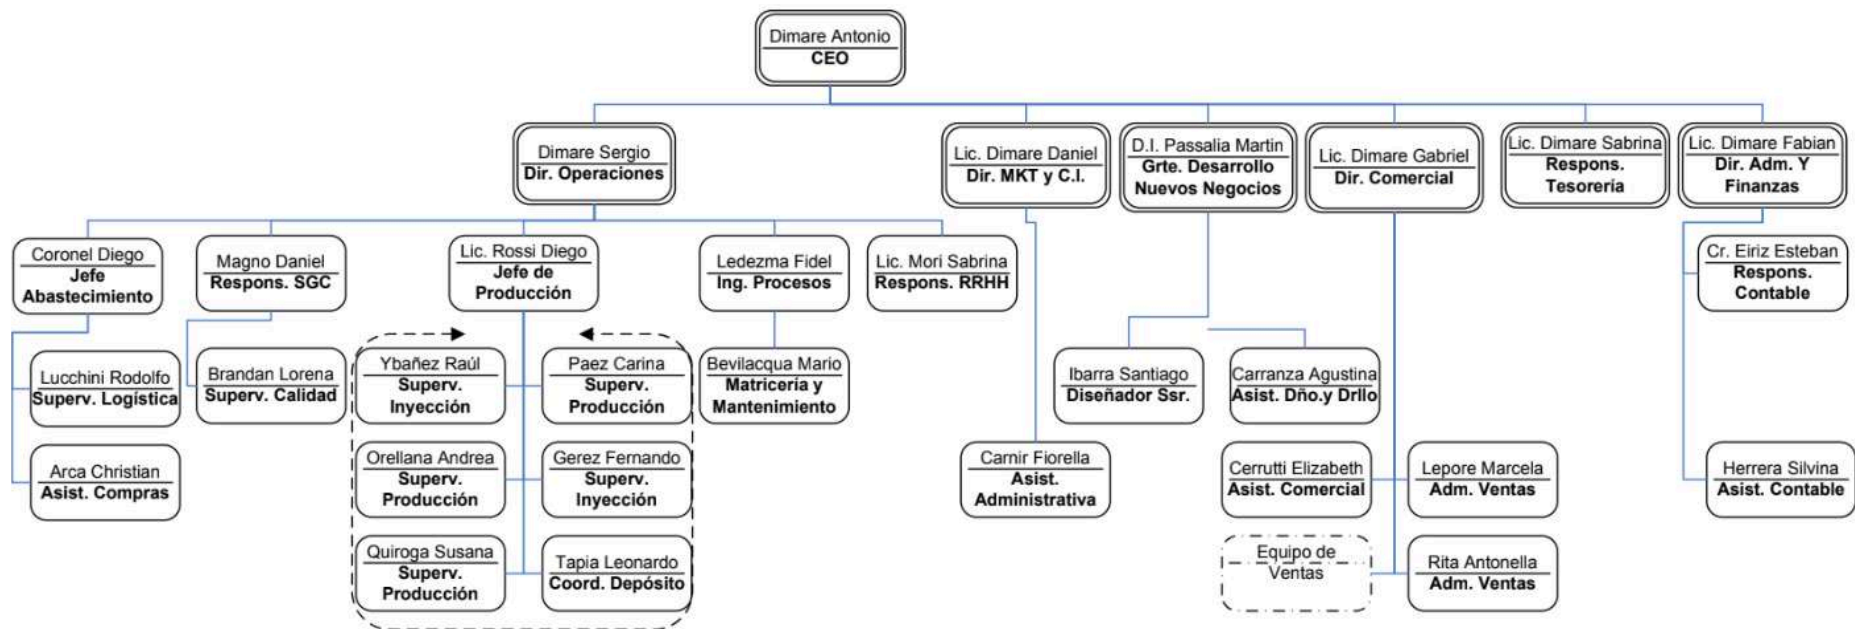 Dimare Antonio
CEO
Dimare Sergio
Dir. Operaciones
Lic. Dimare Daniel
Dir. MKT y C.I.
D.I. Passalia Martin
Grte. Desarrollo
Nuevos Negocios
Lic. Dimare Gabriel
Dir. Comercial
Lic. Dimare Sabrina
Respons.
Tesorería
Lic. Dimare Fabian
Dir. Adm. Y
Finanzas
Coronel Diego
Jefe
Abastecimiento
Magno Daniel
Respons. SGC
Lic. Rossi Diego
Jefe de
Producción
Ledezma Fidel
Ing. Procesos
Lic. Mori Sabrina
Respons. RRHH
Cr. Eiriz Esteban
Respons.
Contable
Lucchini Rodolfo
Superv. Logística
Brandan Lorena
Superv. Calidad
Ybañez Raúl
Superv.
Inyección
Paez Carina
Superv.
Producción
Bevilacqua Mario
Matricería y
Mantenimiento
Ibarra Santiago
Diseñador Ssr.
Carranza Agustina
Asist. Dño.y Drllo
Arca Christian
Asist. Compras
Orellana Andrea
Superv.
Producción
Gerez Fernando
Superv.
Inyección
Carnir Fiorella
Asist.
Administrativa
Cerrutti Elizabeth
Asist. Comercial
Lepore Marcela
Adm. Ventas
Herrera Silvina
Asist. Contable
Quiroga Susana
Superv.
Producción
Tapia Leonardo
Coord. Depósito
Equipo de
Ventas
Rita Antonella
Adm. Ventas